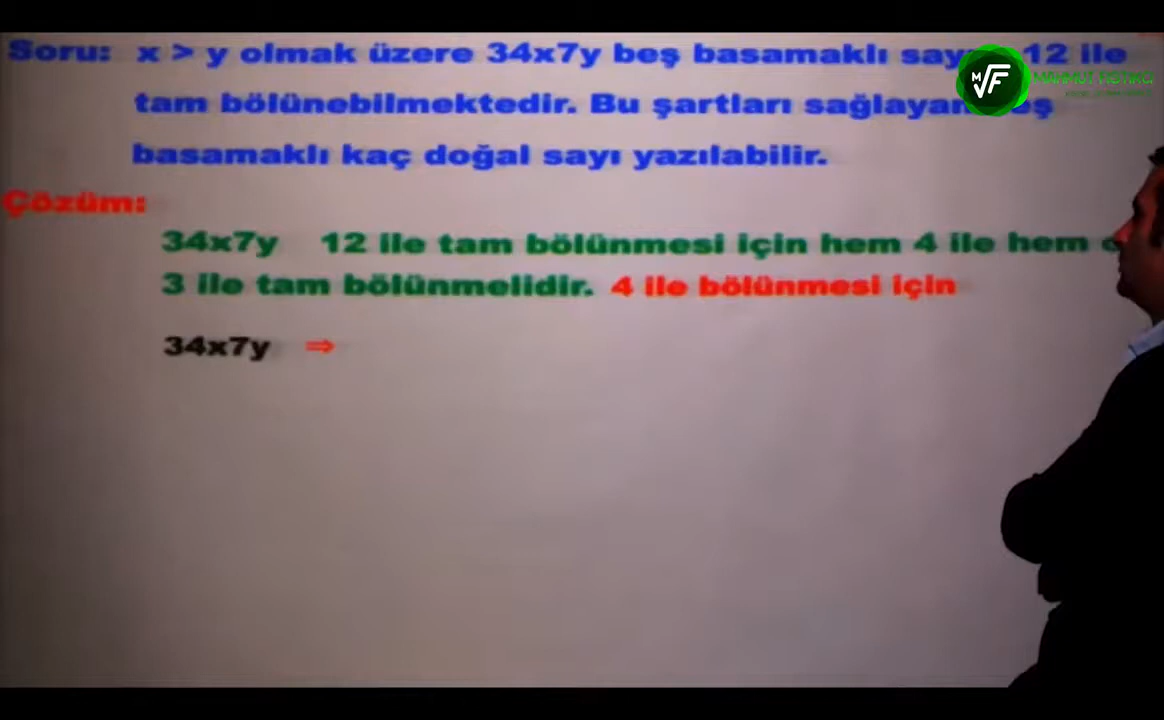 Soru: x > y olmak üzere 34x7y beş basamaklı say 12 ile
tam bölünebilmektedir. Bu şartları sağlayan
basamaklı kaç doğal sayı yazılabilir.
Çözüm:
34x7y 12 ile tam bölünmesi için hem 4 ile hem
3 ile tam bölünmelidir. 4 ile bölünmesi için
34x7y ⇒